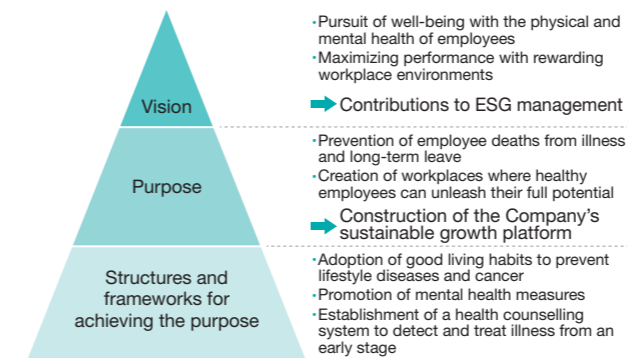 ·Pursuit of well-being with the physical and
mental health of employees
·Maximizing performance with rewarding
workplace environments
Vision
Contributions to ESG management
·Prevention of employee deaths from illness
and long-term leave
Purpose
·Creation of workplaces where healthy
employees can unleash their full potential
Construction of the Company's
sustainable growth platform
Structures and
frameworks for
achieving the purpose
·Adoption of good living habits to prevent
lifestyle diseases and cancer
·Promotion of mental health measures
·Establishment of a health counselling
system to detect and treat illness from an
early stage